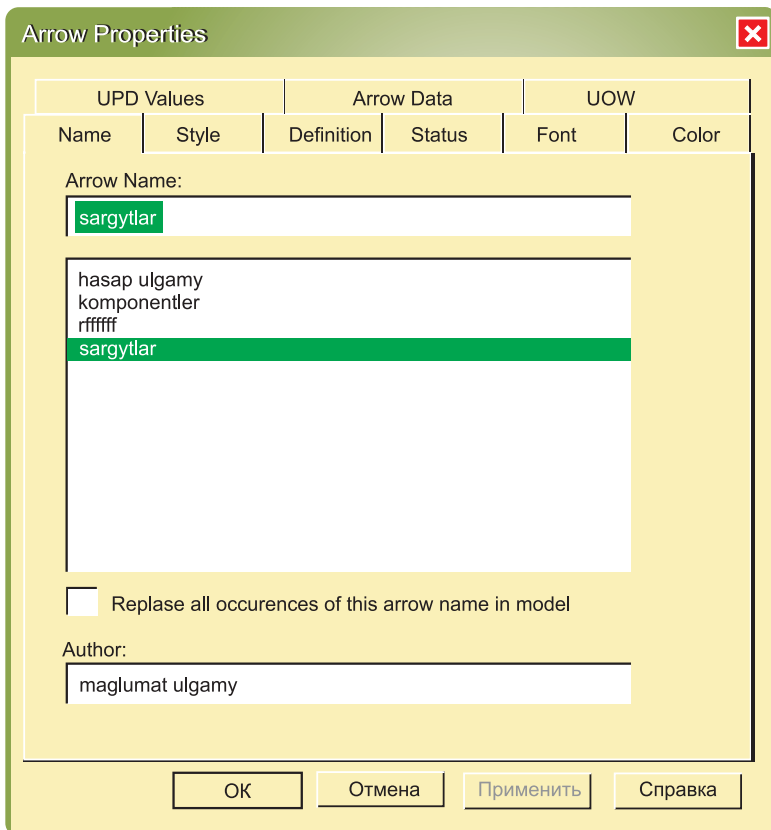 Arrow Properties
UPD Values Arrow Data UOW
Name Style Definition Status Font Color
Arrow Name:
sargytlar
hasap ulgamy
komponentler
rffffff
sargytlar
Replase all occurences of this arrow name in model
Author:
maglumat ulgamy
ОК Отмена Применить Справка